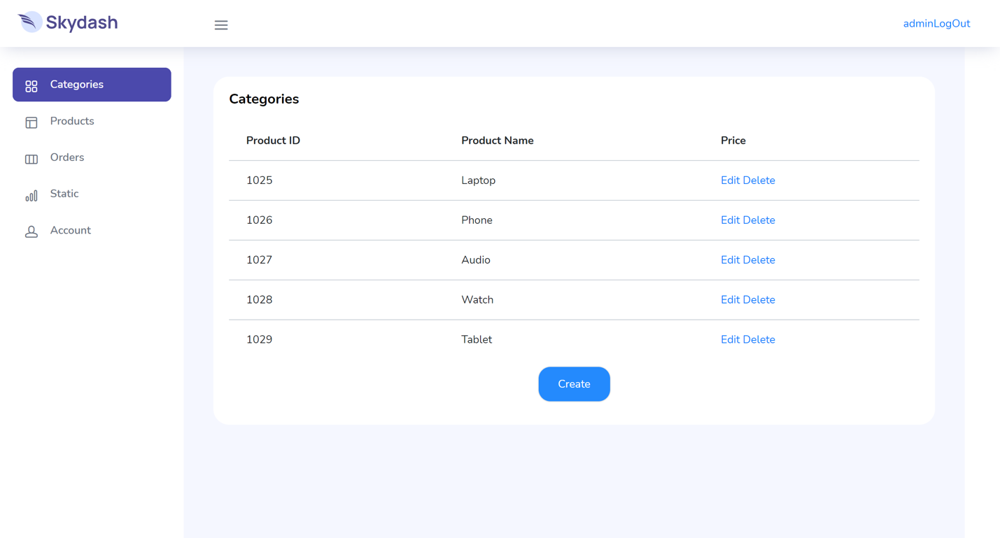 Skydash
adminLogOut
Categories
Products
Orders
Static
Account
Categories
Product ID Product Name Price
1025 Laptop Edit Delete
1026 Phone Edit Delete
1027 Audio Edit Delete
1028 Watch Edit Delete
1029 Tablet Edit Delete
Create